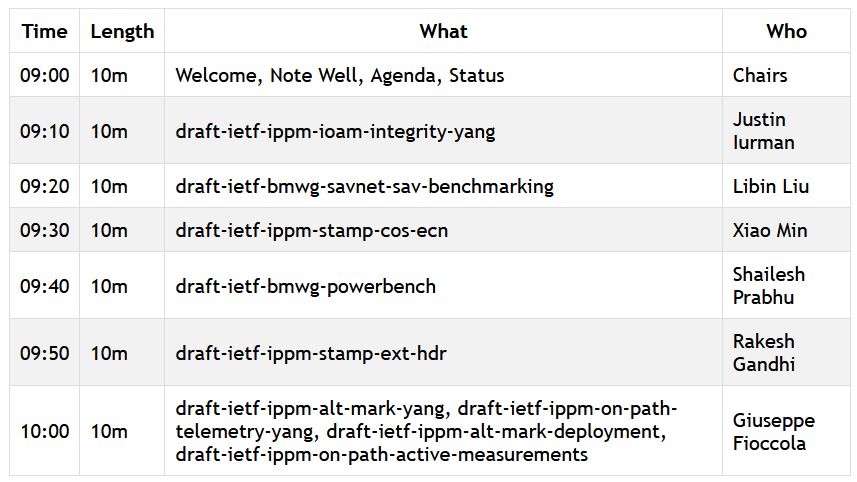 Time Length What Who
09:00 10m Welcome, Note Well, Agenda, Status Chairs
09:10 10m draft-ietf-ippm-ioam-integrity-yang Justin
Iurman
09:20 10m draft-ietf-bmwg-savnet-sav-benchmarking Libin Liu
09:30 10m draft-ietf-ippm-stamp-cos-ecn Xiao Min
09:40 10m draft-ietf-bmwg-powerbench Shailesh
Prabhu
09:50 10m draft-ietf-ippm-stamp-ext-hdr Rakesh
Gandhi
10:00 10m draft-ietf-ippm-alt-mark-yang, draft-ietf-ippm-on-path-
telemetry-yang, draft-ietf-ippm-alt-mark-deployment,
draft-ietf-ippm-on-path-active-measurements Giuseppe
Fioccola